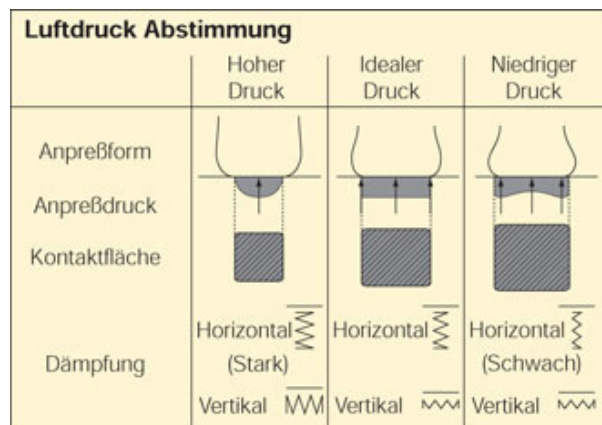 Luftdruck Abstimmung
Hoher Druck
Idealer Druck
Niedriger Druck
Anpreßform
Anpreßdruck
Kontaktfläche
Dämpfung
Horizontal
(Stark)
Vertikal
Horizontal
Vertikal
Horizontal
(Schwach)
Vertikal